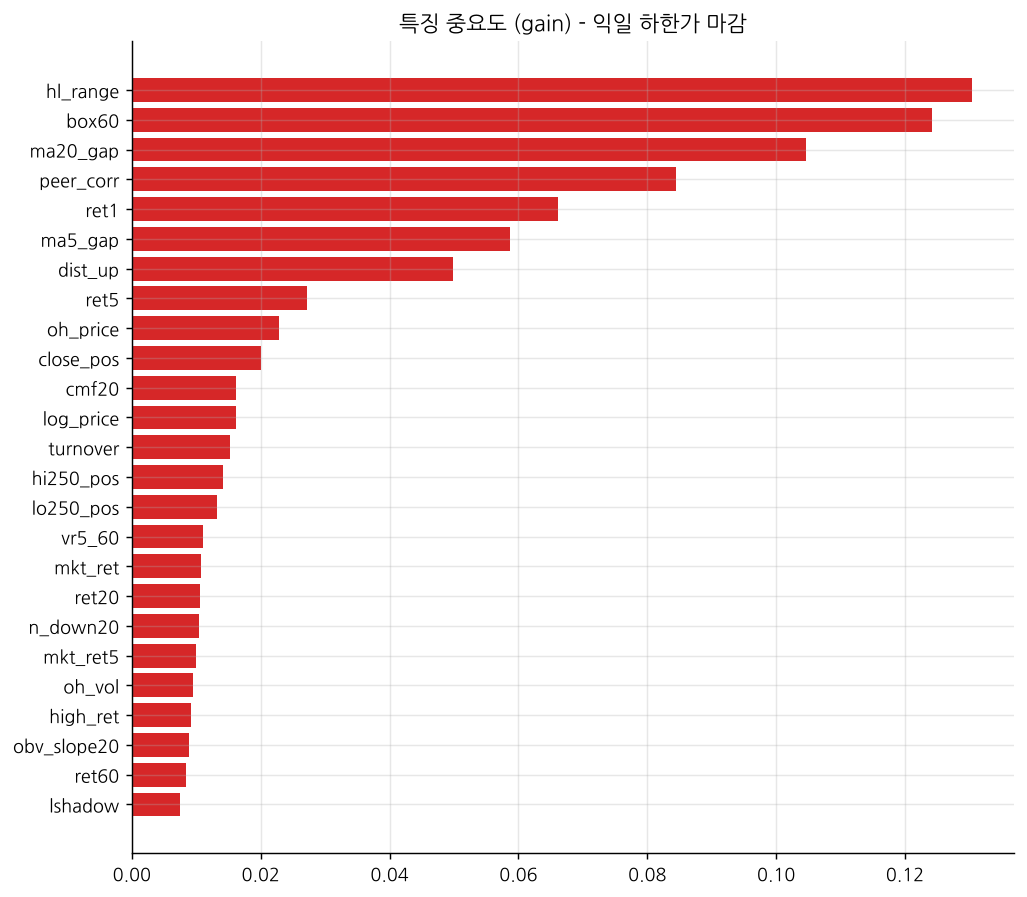 특징 중요도 (gain) - 익일 하한가 마감
hl_range
box60
ma20_gap
peer_corr
ret1
ma5_gap
dist_up
ret5
oh_price
close_pos
cmf20
log_price
turnover
hi250_pos
lo250_pos
vr5_60
mkt_ret
ret20
n_down20
mkt_ret5
oh_vol
high_ret
obv_slope20
ret60
lshadow
0.00 0.02 0.04 0.06 0.08 0.10 0.12